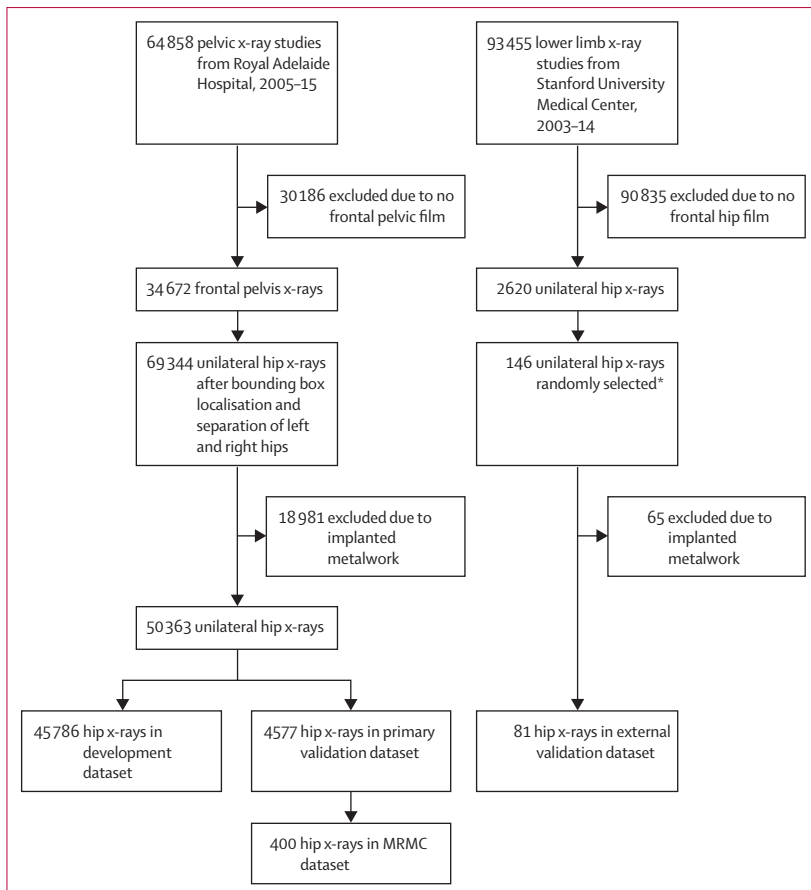 64 858 pelvic x-ray studies
from Royal Adelaide
Hospital, 2005–15
30 186 excluded due to no
frontal pelvic film
34 672 frontal pelvis x-rays
69 344 unilateral hip x-rays
after bounding box
localisation and
separation of left
and right hips
18 981 excluded due to
implanted
metalwork
50 363 unilateral hip x-rays
45 786 hip x-rays in
development
dataset
4577 hip x-rays in primary
validation dataset
400 hip x-rays in MRMC
dataset
93 455 lower limb x-ray
studies from
Stanford University
Medical Center,
2003–14
90 835 excluded due to no
frontal hip film
2620 unilateral hip x-rays
146 unilateral hip x-rays
randomly selected*
65 excluded due to
implanted
metalwork
81 hip x-rays in external
validation dataset